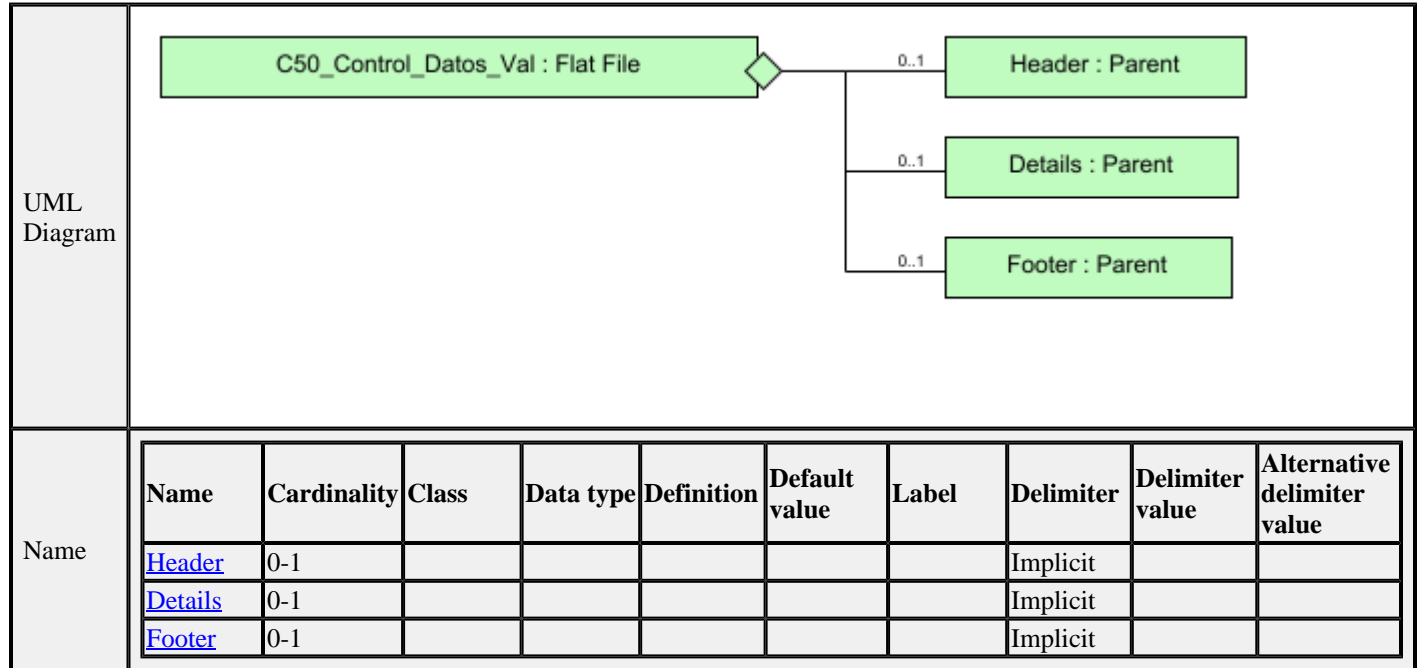 C50_Control_Datos_Val : Flat File
0..1
Header : Parent
0..1
Details : Parent
0..1
Footer : Parent
UML
Diagram
Name
Name Cardinality Class Data type Definition Default value Label Delimiter Delimiter value Alternative delimiter value
Header 0-1 Implicit
Details 0-1 Implicit
Footer 0-1 Implicit